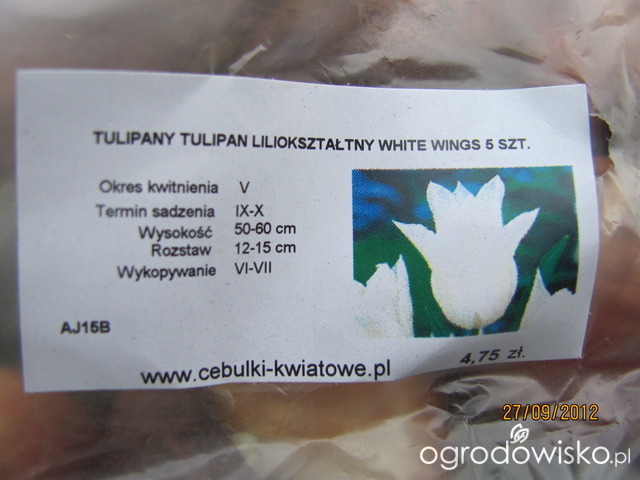 TULIPANY TULIPAN LILIOKSZTAŁTNY WHITE WINGS 5 SZT.
Okres kwitnienia V
Termin sadzenia IX-X
Wysokość 50-60 cm
Rozstaw 12-15 cm
Wykopywanie VI-VII
AJ15B
4,75 zł.
www.cebulki-kwiatowe.pl
27/09/2012
ogrodowisko.pl